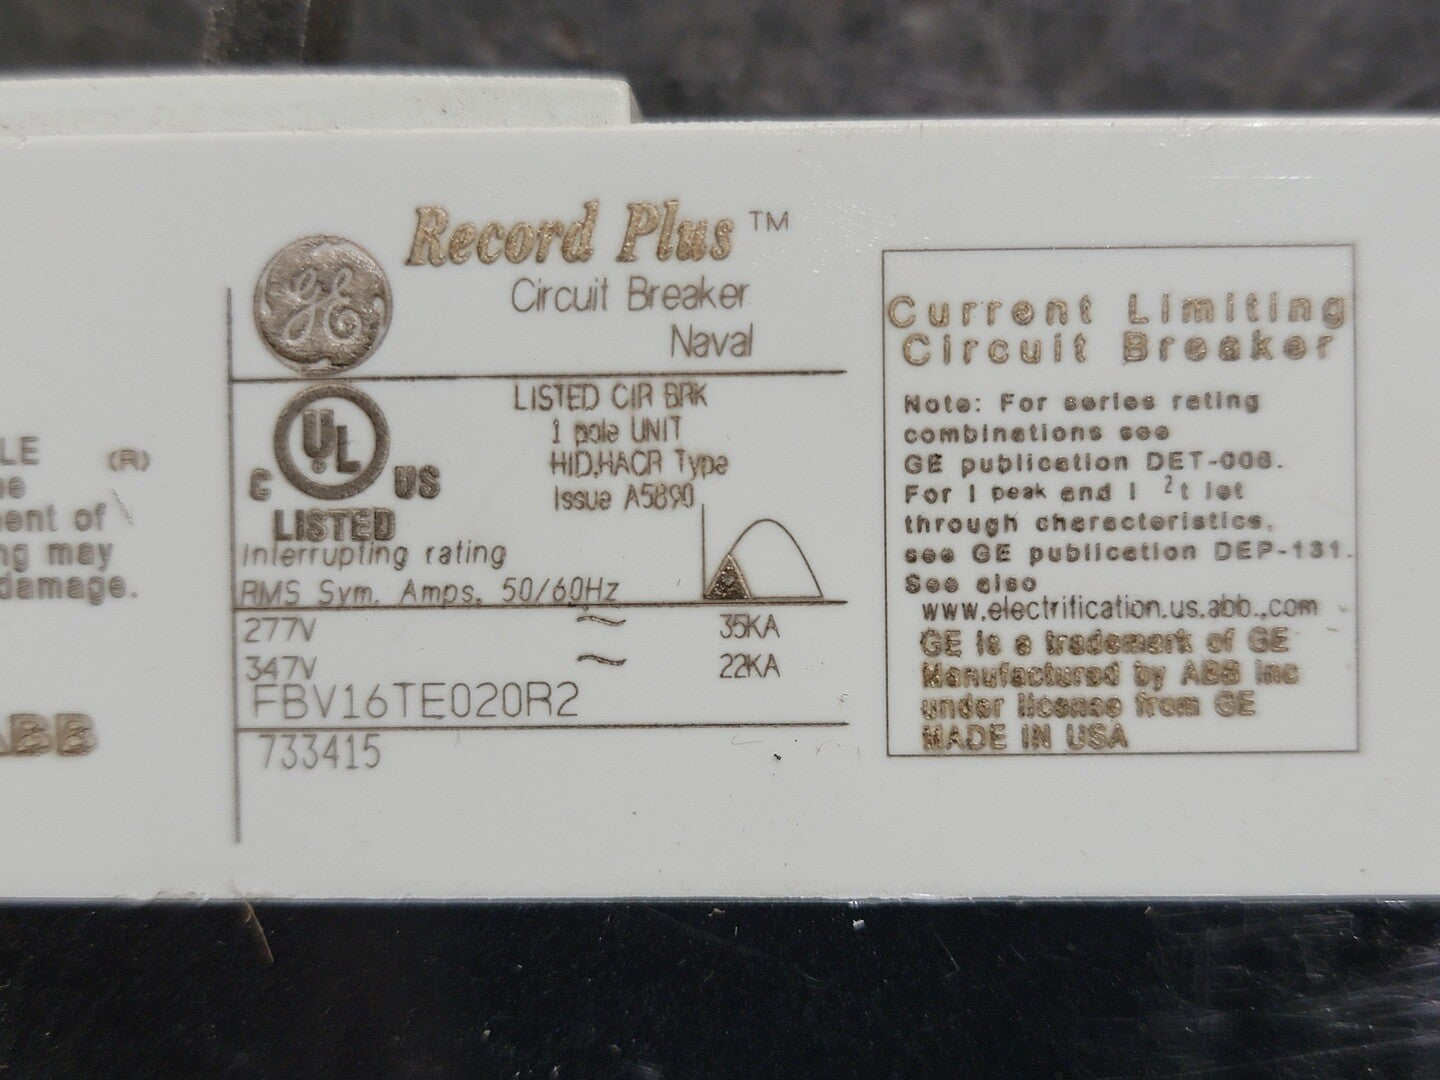 LE (R)
ent of
ng may
damage.
ABB
GE
Record Plus™
Circuit Breaker
Naval
C UL ® US
LISTED
LISTED CIR BRK
1 pole UNIT
HID,HACR Type
Issue A5890
Interrupting rating
RMS Sym. Amps. 50/60Hz
277V ~ 35KA
347V ~ 22KA
FBV16TE020R2
733415
Current Limiting
Circuit Breaker
Note: For series rating
combinations see
GE publication DET-008.
For I peak and I ²t let
through characteristics,
see GE publication DEP-131.
See also
www.electrification.us.abb.,com
GE is a trademark of GE
Manufactured by ABB Inc
under license from GE
MADE IN USA